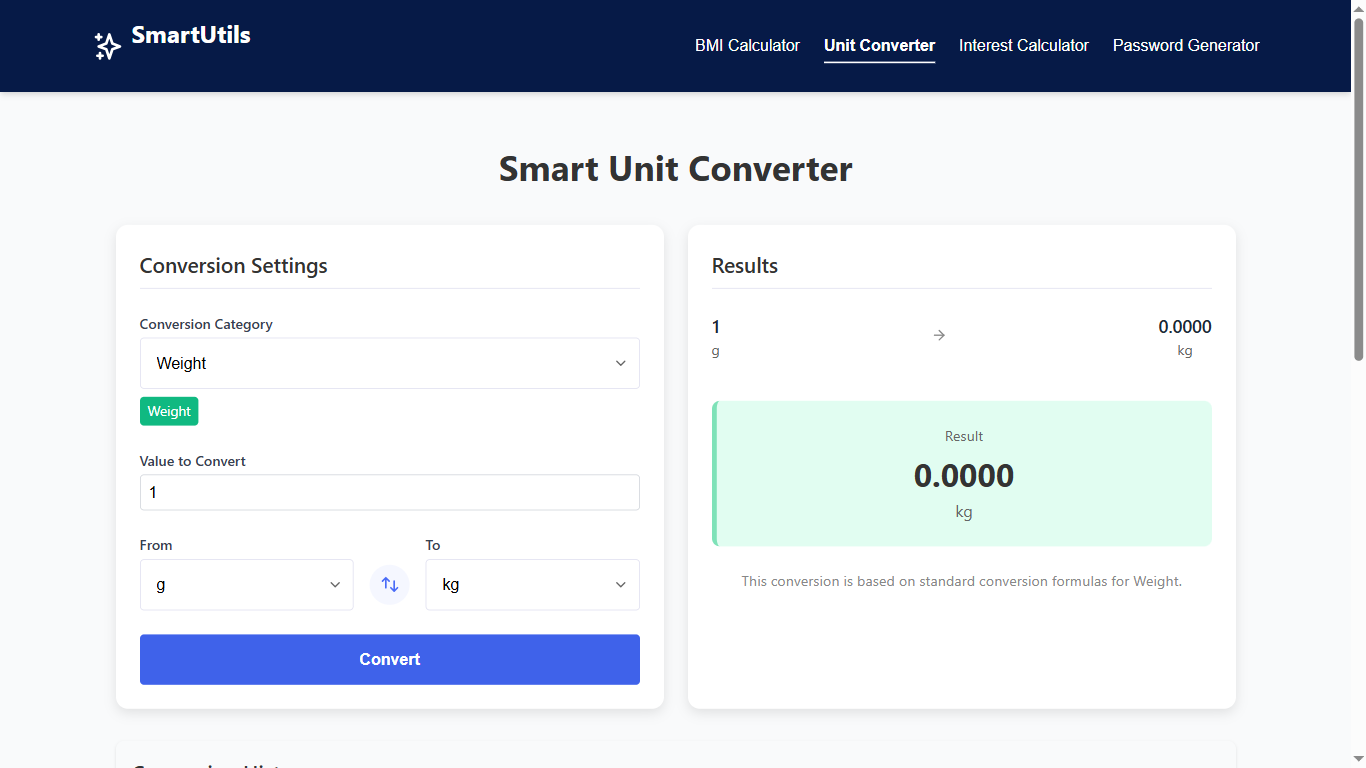 SmartUtils
BMI Calculator
Unit Converter
Interest Calculator
Password Generator
Smart Unit Converter
Conversion Settings
Conversion Category
Weight
Weight
Value to Convert
1
From
To
g
kg
Convert
Results
1
g
0.0000
kg
Result
0.0000
kg
This conversion is based on standard conversion formulas for Weight.